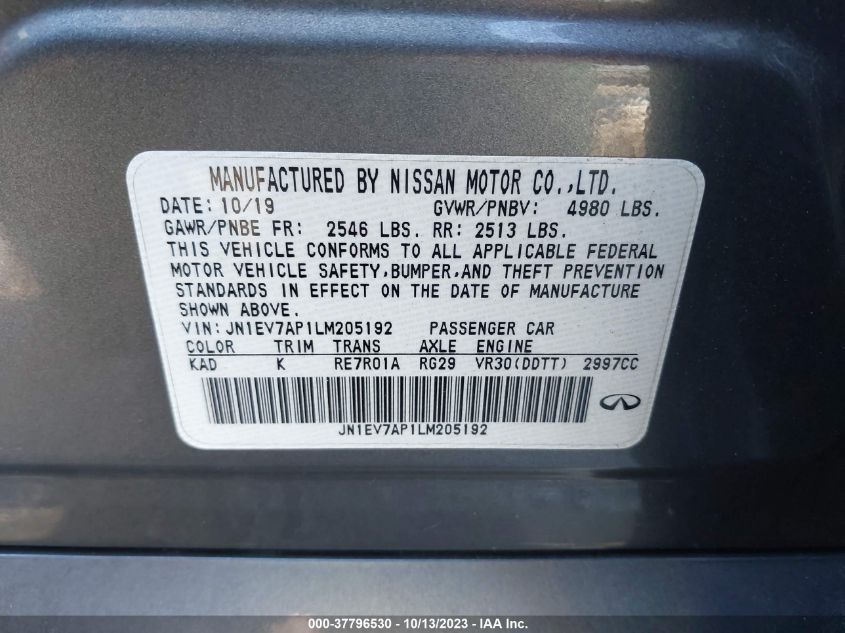 MANUFACTURED BY NISSAN MOTOR CO.,LTD.
DATE: 10/19 GVWR/PNBV: 4980 LBS.
GAWR/PNBE FR: 2546 LBS. RR: 2513 LBS.
THIS VEHICLE CONFORMS TO ALL APPLICABLE FEDERAL
MOTOR VEHICLE SAFETY,BUMPER,AND THEFT PREVENTION
STANDARDS IN EFFECT ON THE DATE OF MANUFACTURE
SHOWN ABOVE.
VIN:JN1EV7AP1LM205192 PASSENGER CAR
COLOR TRIM TRANS AXLE ENGINE
KAD K RE7R01A RG29 VR30(DDTT) 2997CC
JN1EV7AP1LM205192
000-37796530 - 10/13/2023 - IAA Inc.